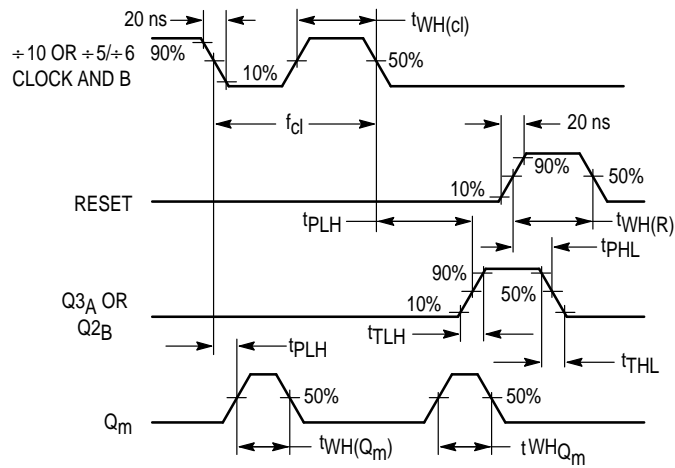 20 ns
tWH(cl)
÷10 OR ÷5/÷6
CLOCK AND B
90%
10%
50%
fcl
20 ns
90%
50%
10%
RESET
tPLH
tWH(R)
tPHL
90%
50%
10%
Q3A OR
Q2B
tTLH
tPLH
tTHL
50%
50%
Qm
tWH(Qm)
tWHQm